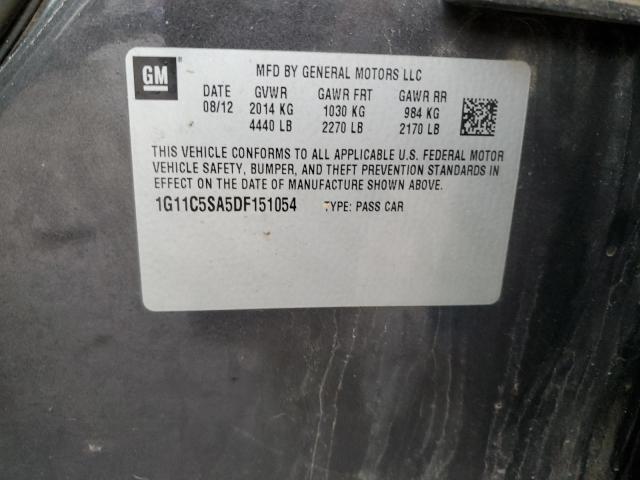 GM
MFD BY GENERAL MOTORS LLC
DATE GVWR GAWR FRT GAWR RR
08/12 2014 KG 1030 KG 984 KG
4440 LB 2270 LB 2170 LB
THIS VEHICLE CONFORMS TO ALL APPLICABLE U.S. FEDERAL MOTOR
VEHICLE SAFETY, BUMPER, AND THEFT PREVENTION STANDARDS IN
EFFECT ON THE DATE OF MANUFACTURE SHOWN ABOVE.
1G11C5SA5DF151054 TYPE: PASS CAR